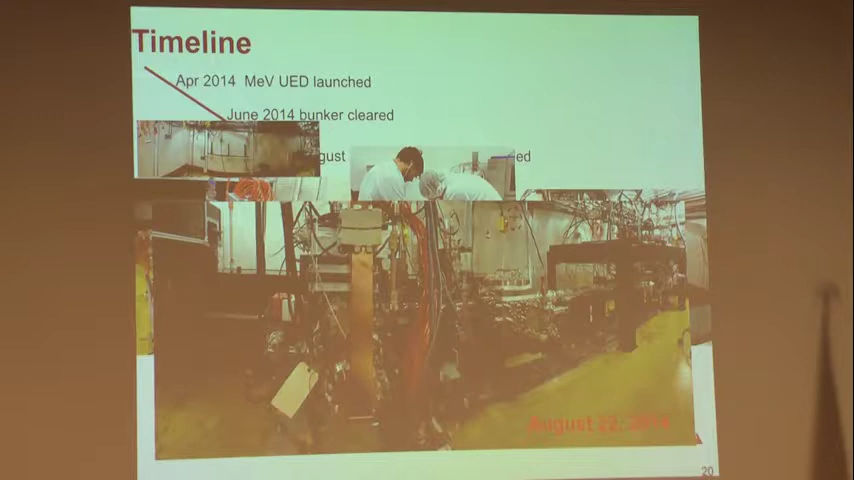 Timeline
Apr 2014 MeV UED launched
June 2014 bunker cleared
gust
ed
August 22, 2014
20